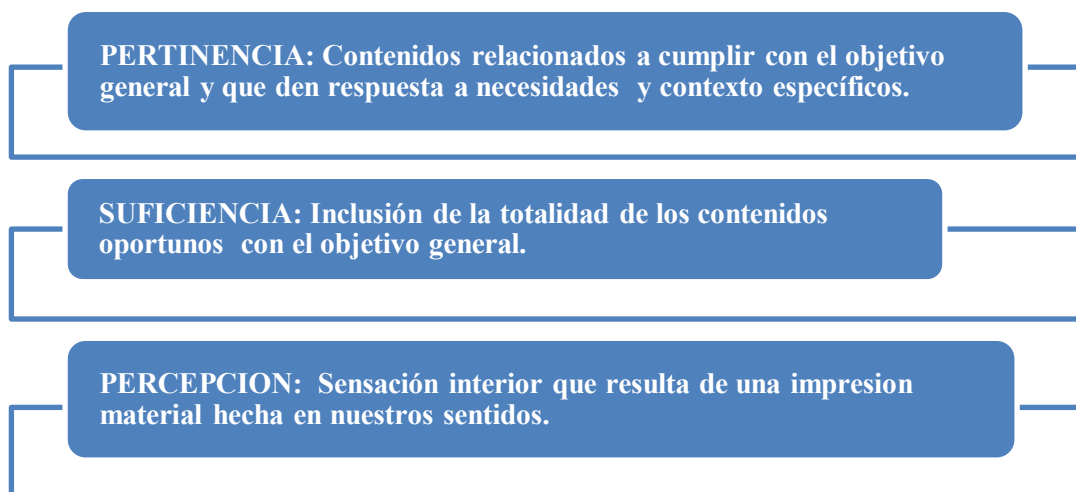 PERTINENCIA: Contenidos relacionados a cumplir con el objetivo
general y que den respuesta a necesidades y contexto específicos.
SUFICIENCIA: Inclusión de la totalidad de los contenidos
oportunos con el objetivo general.
PERCEPCION: Sensación interior que resulta de una impresion
material hecha en nuestros sentidos.